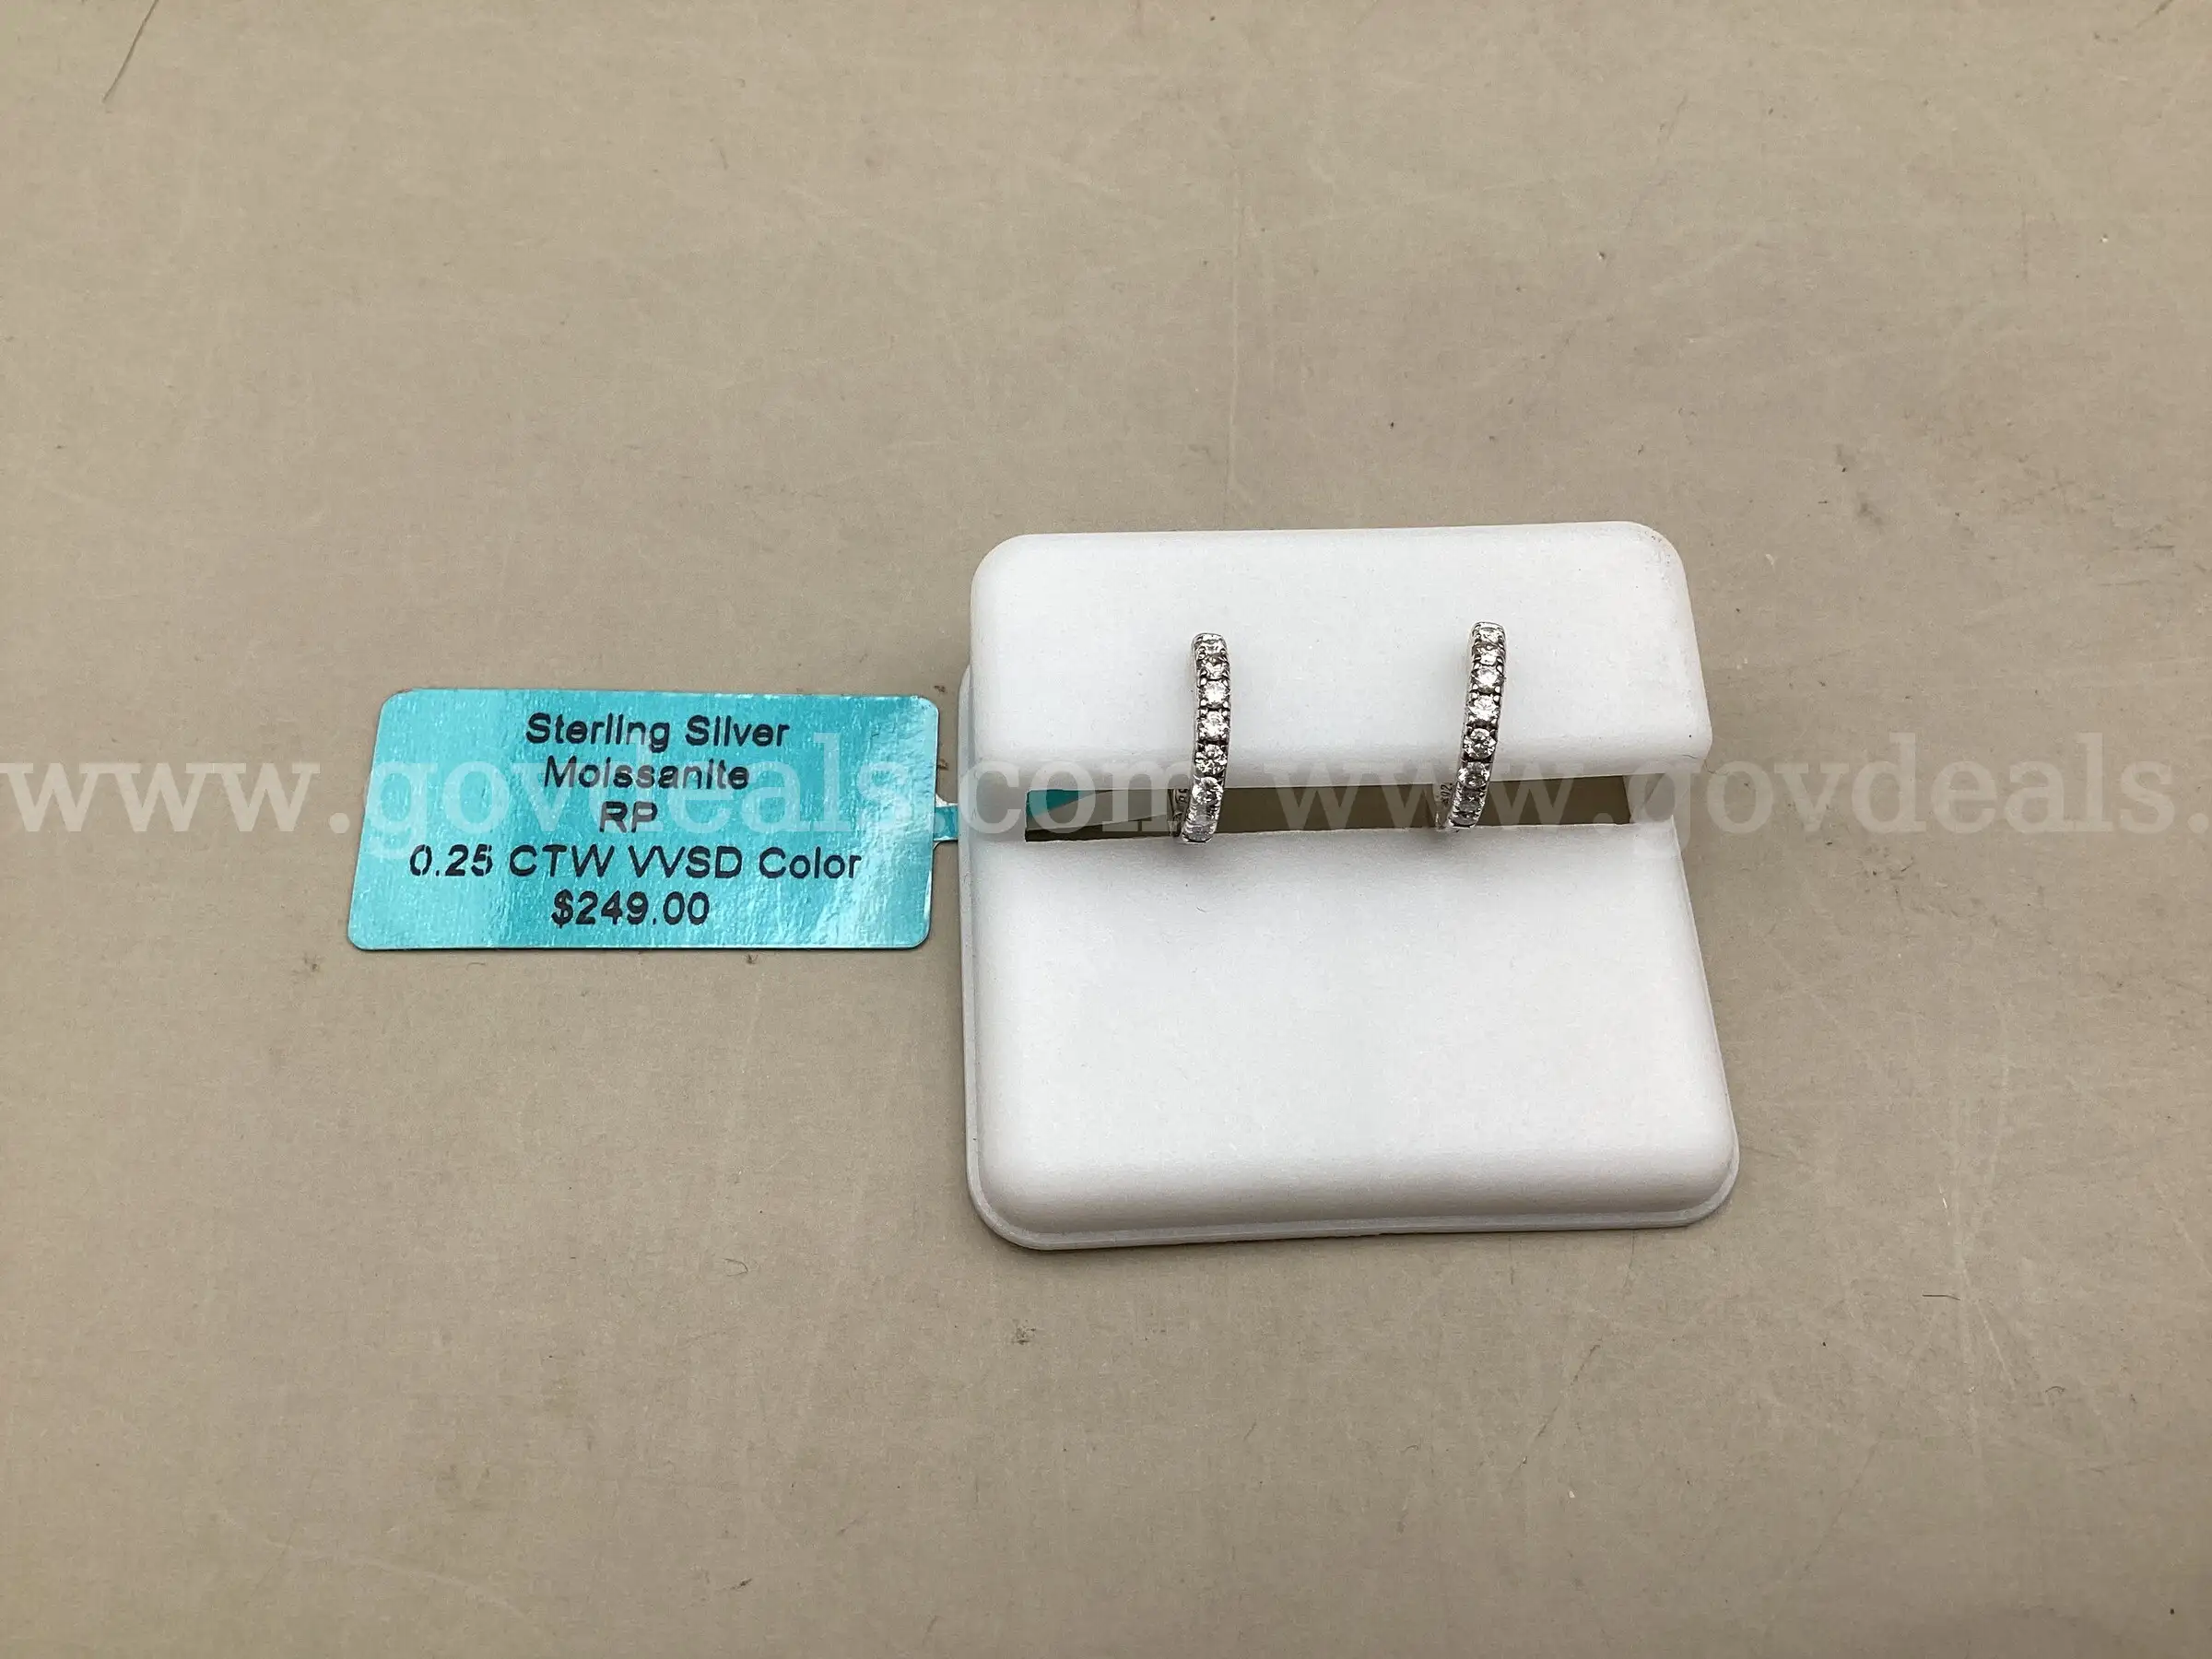 Sterling Silver
Moissanite
RP
0.25 CTW VVSD Color
$249.00
www.govdeals.com www.govdeals.